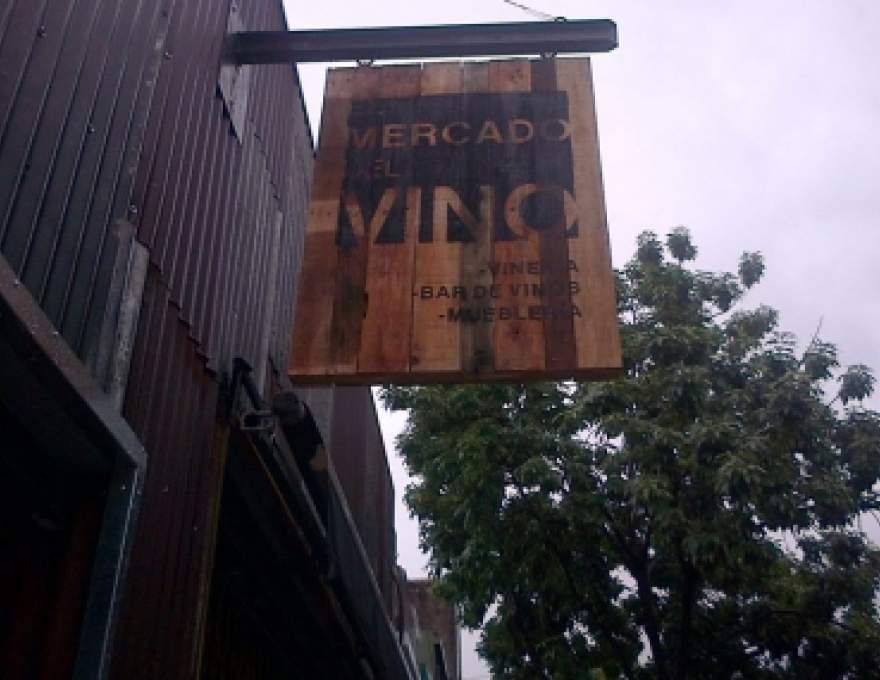 MERCADO
DEL
VINO
-VINERIA
-BAR DE VINOS
-MUEBLERIA